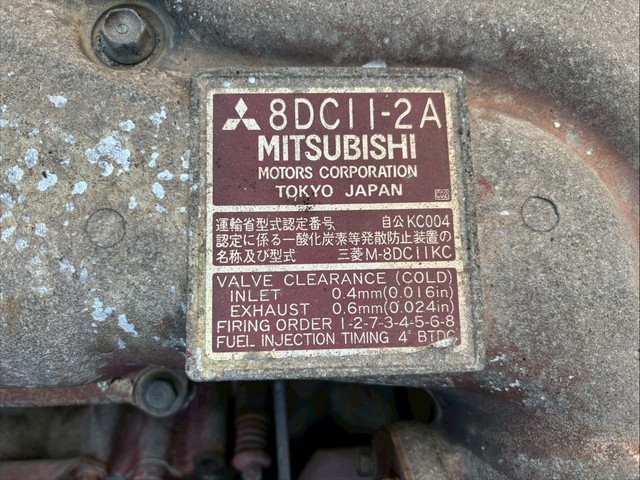 8DC11-2A
MITSUBISHI
MOTORS CORPORATION
TOKYO JAPAN
運輸省型式認定番号 自公KC004
認定に係る一酸化炭素等発散防止装置の
名称及び型式 三菱M-8DC11KC
VALVE CLEARANCE (COLD)
INLET 0.4mm(0.016in)
EXHAUST 0.6mm(0.024in)
FIRING ORDER 1-2-7-3-4-5-6-8
FUEL INJECTION TIMING 4° BTDC